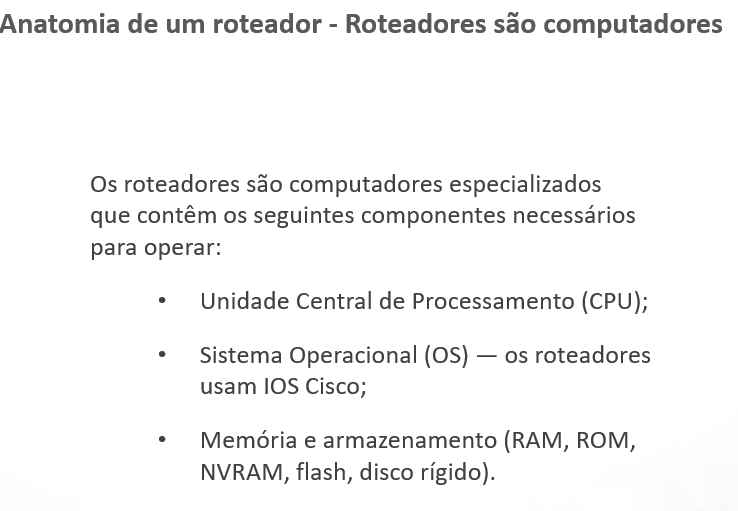 Anatomia de um roteador - Roteadores são computadores
Os roteadores são computadores especializados
que contêm os seguintes componentes necessários
para operar:
• Unidade Central de Processamento (CPU);
• Sistema Operacional (OS) — os roteadores
usam IOS Cisco;
• Memória e armazenamento (RAM, ROM,
NVRAM, flash, disco rígido).